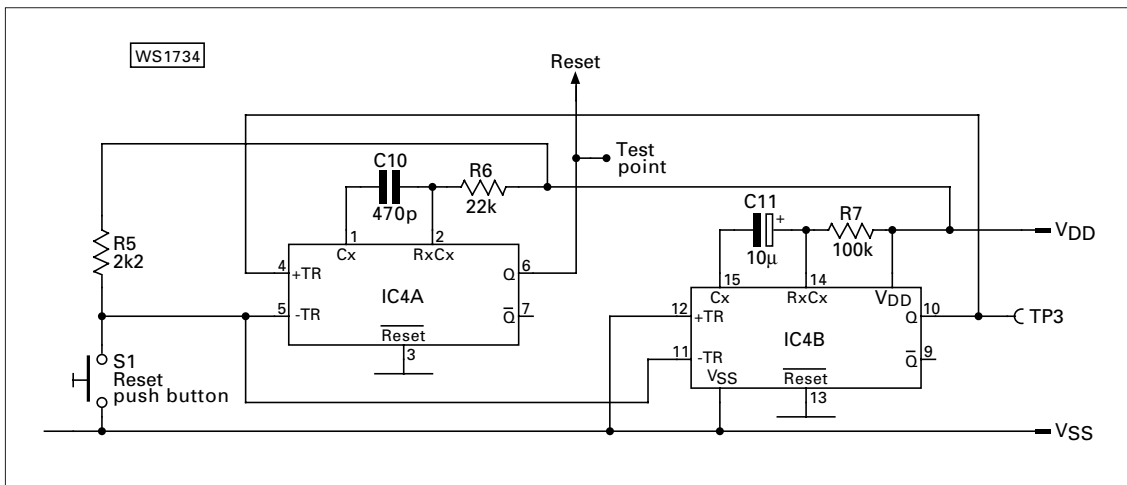 WS1734
Reset
Test
point
C10
470p
R6
22k
C11
+
10µ
R7
100k
VDD
R5
2k2
1
2
Cx
RxCx
4
+TR
Q
6
IC4A
5
-TR
Q
7
Reset
3
15
14
Cx
RxCx
VDD
12
+TR
Q
10
TP3
IC4B
11
-TR
Q
9
VSS
Reset
13
S1
Reset
push button
VSS